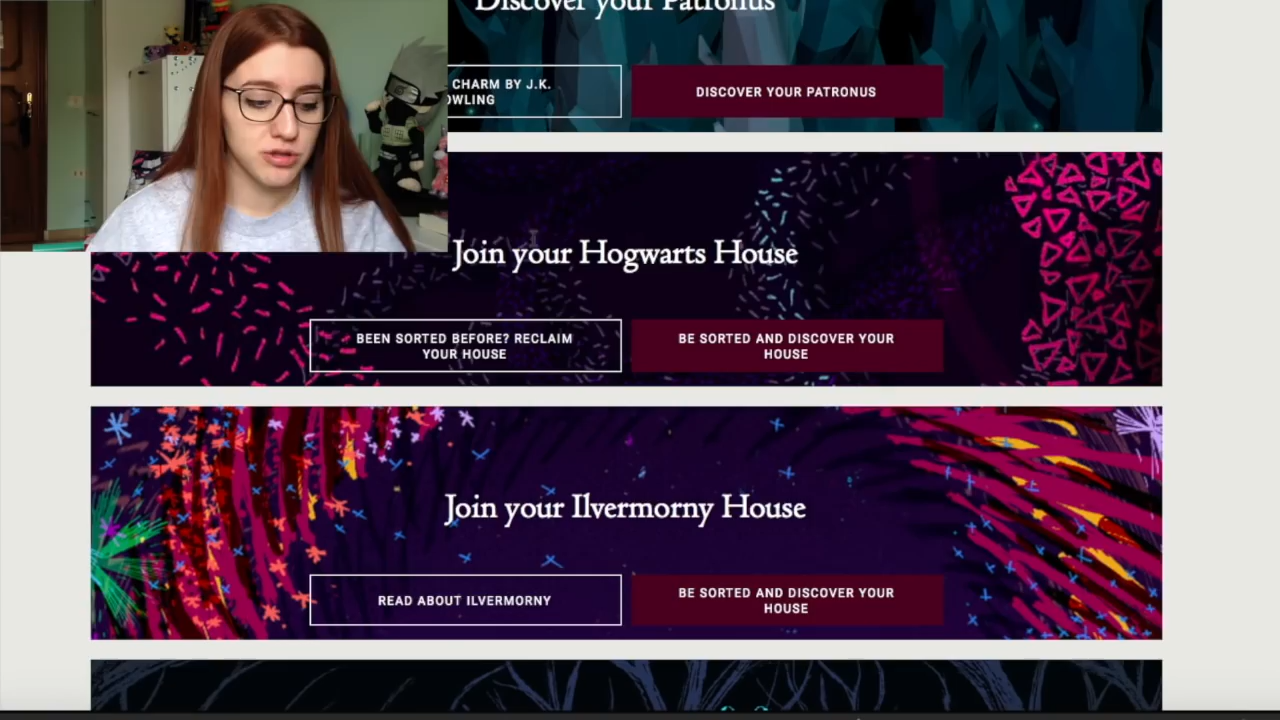 Discover your Patronus
CHARM BY J.K.
DISCOVER YOUR PATRONUS
Join your Hogwarts House
BEEN SORTED BEFORE? RECLAIM
YOUR HOUSE
BE SORTED AND DISCOVER YOUR
HOUSE
Join your Ilvermorny House
READ ABOUT ILVERMORNY
BE SORTED AND DISCOVER YOUR
HOUSE